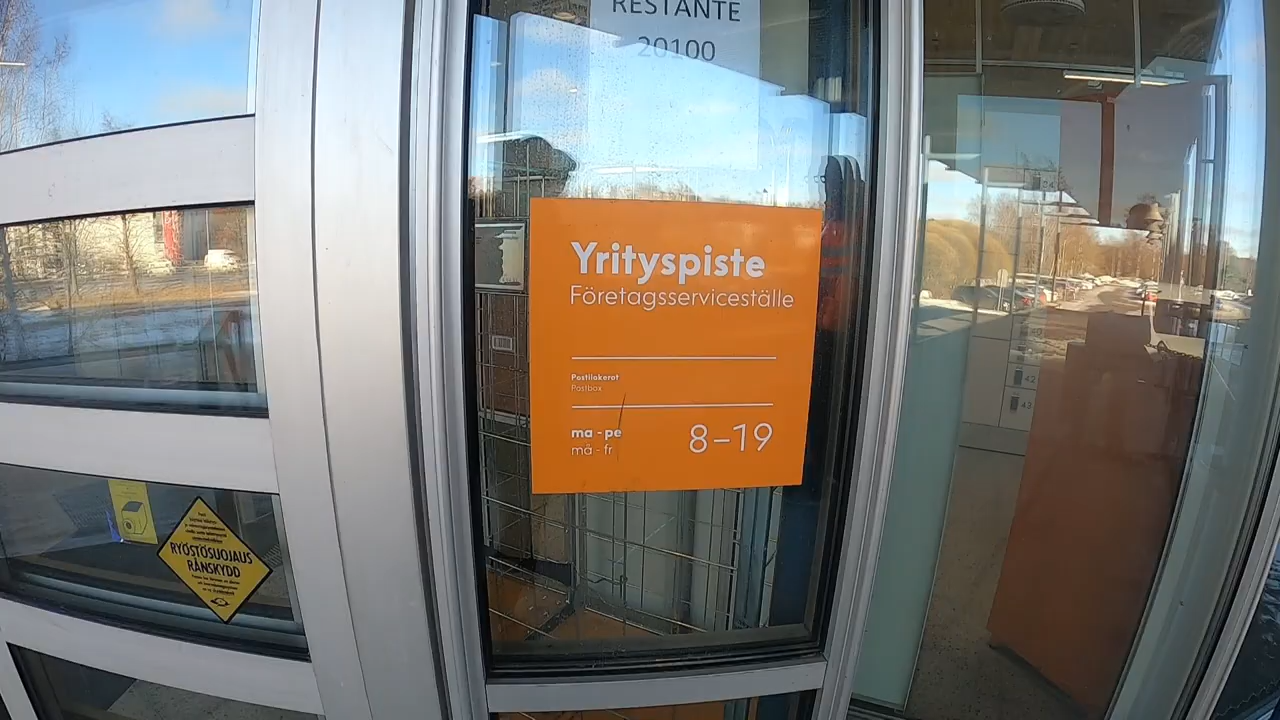 RESTANTE
20100
Yrityspiste
Företagsserviceställe
Postilokerot
Postbox
ma - pe
mä - fr
8–19
RYÖSTÖSUOJAUS
RÅNSKYDD
42
43